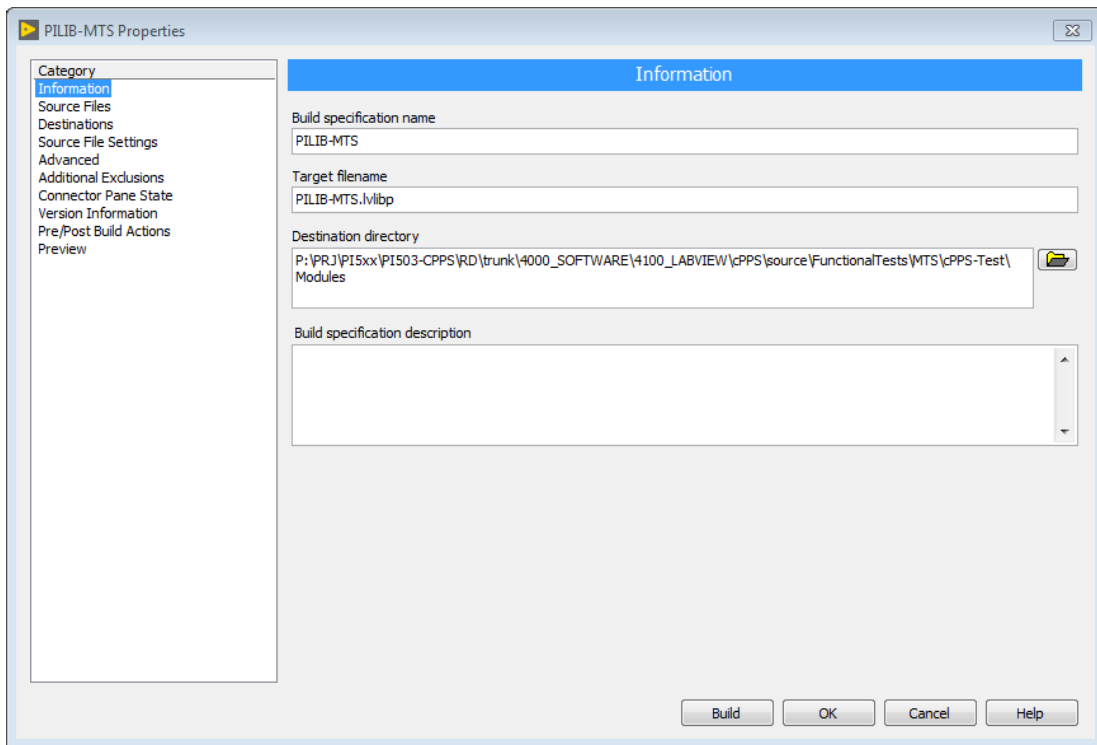 PILIB-MTS Properties
Category
Information
Source Files
Destinations
Source File Settings
Advanced
Additional Exclusions
Connector Pane State
Version Information
Pre/Post Build Actions
Preview
Information
Build specification name
PILIB-MTS
Target filename
PILIB-MTS.lvlibp
Destination directory
P:\PRJ\PI5xx\PI503-CPPS\RD\trunk\4000_SOFTWARE\4100_LABVIEW\cPPS\source\FunctionalTests\MTS\cPPS-Test\
Modules
Build specification description
Build
OK
Cancel
Help